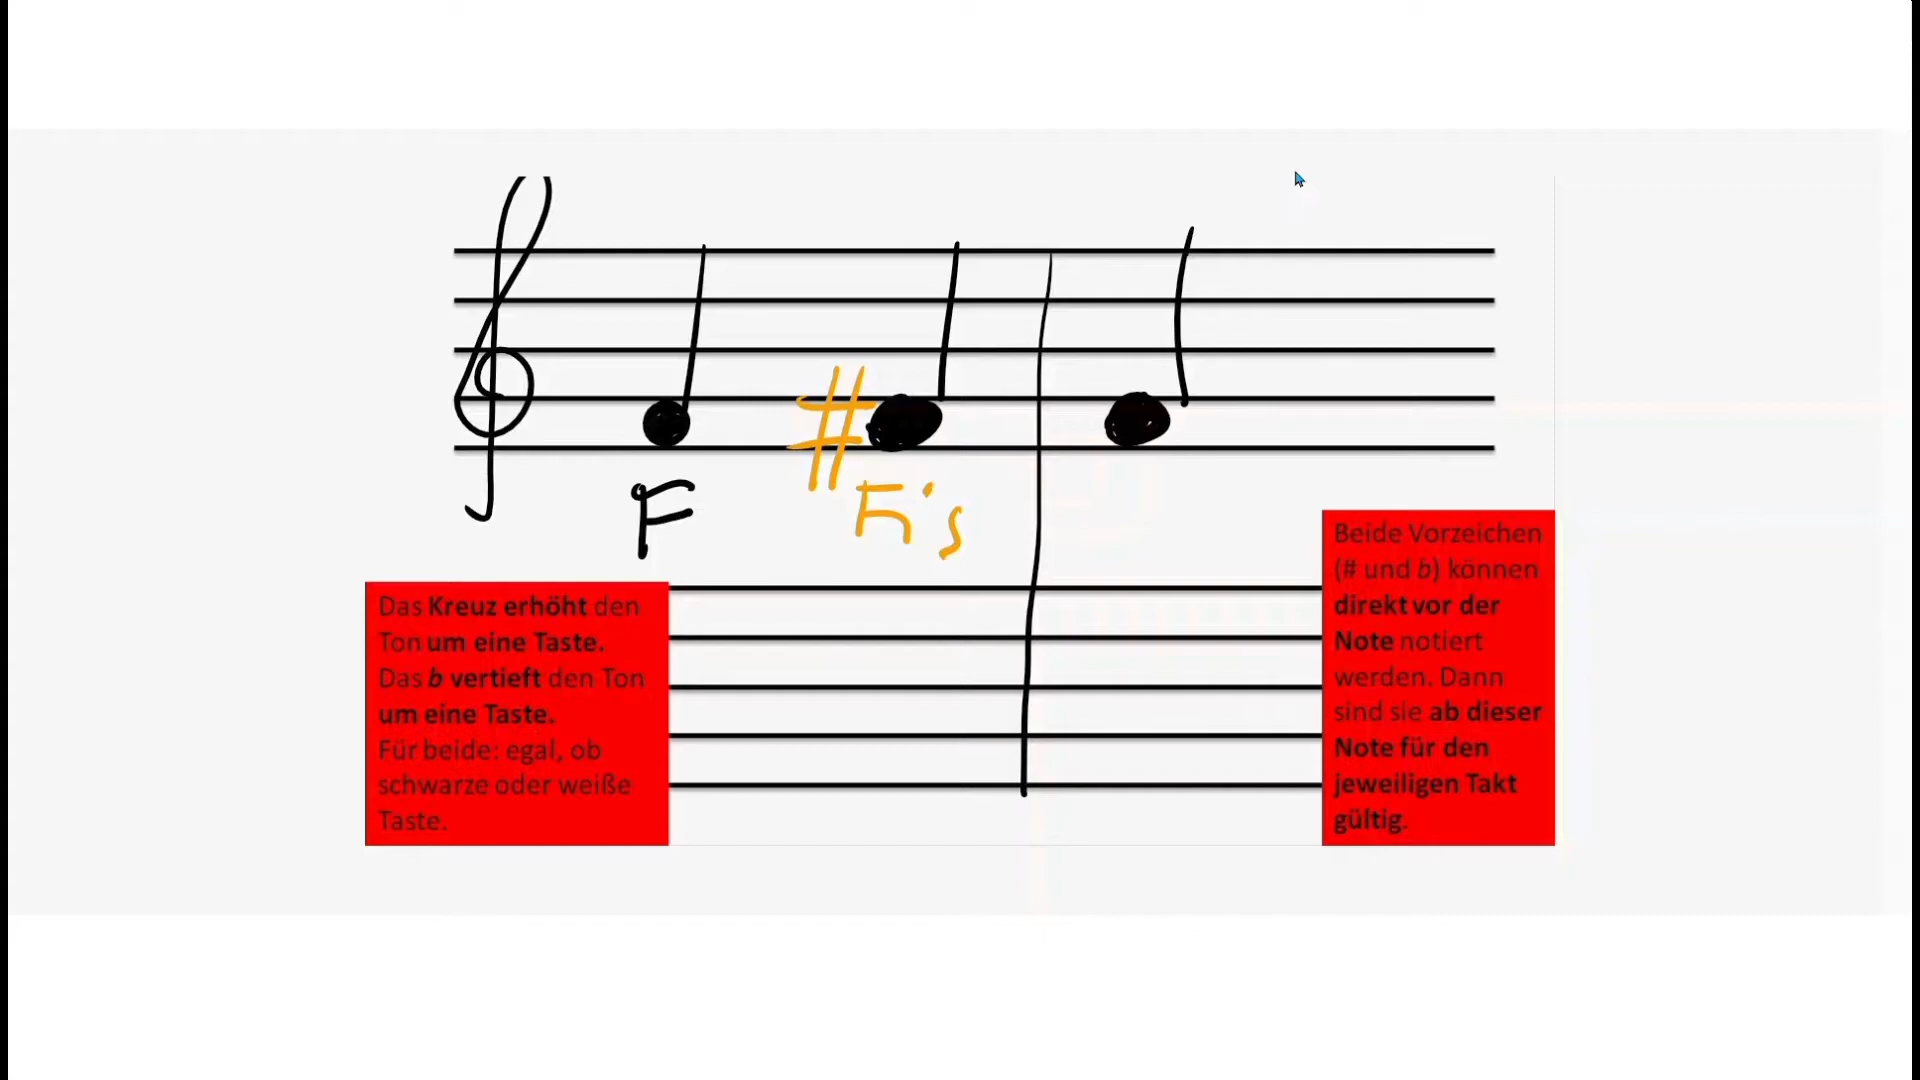 #
F
Fis
Das Kreuz erhöht den
Ton um eine Taste.
Das b vertieft den Ton
um eine Taste.
Für beide: egal, ob
schwarze oder weiße
Taste.
Beide Vorzeichen
(# und b) können
direkt vor der
Note notiert
werden. Dann
sind sie ab dieser
Note für den
jeweiligen Takt
gültig.